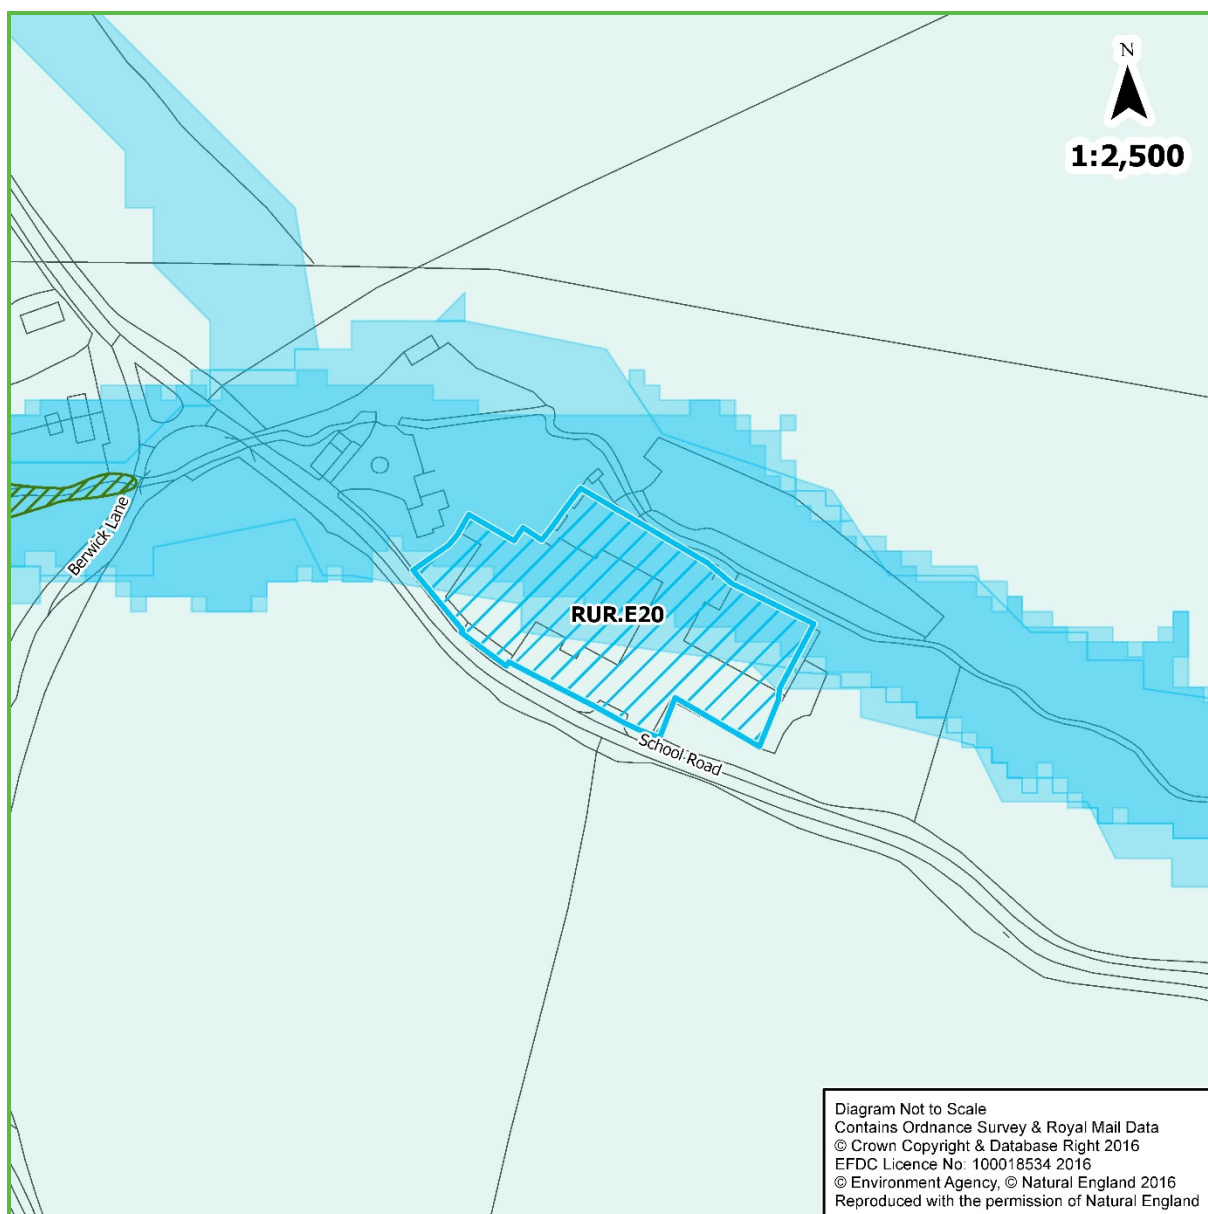 N
1:2,500
Berwick Lane
RUR.E20
School Road
Diagram Not to Scale
Contains Ordnance Survey & Royal Mail Data
© Crown Copyright & Database Right 2016
EFDC Licence No: 100018534 2016
© Environment Agency, © Natural England 2016
Reproduced with the permission of Natural England